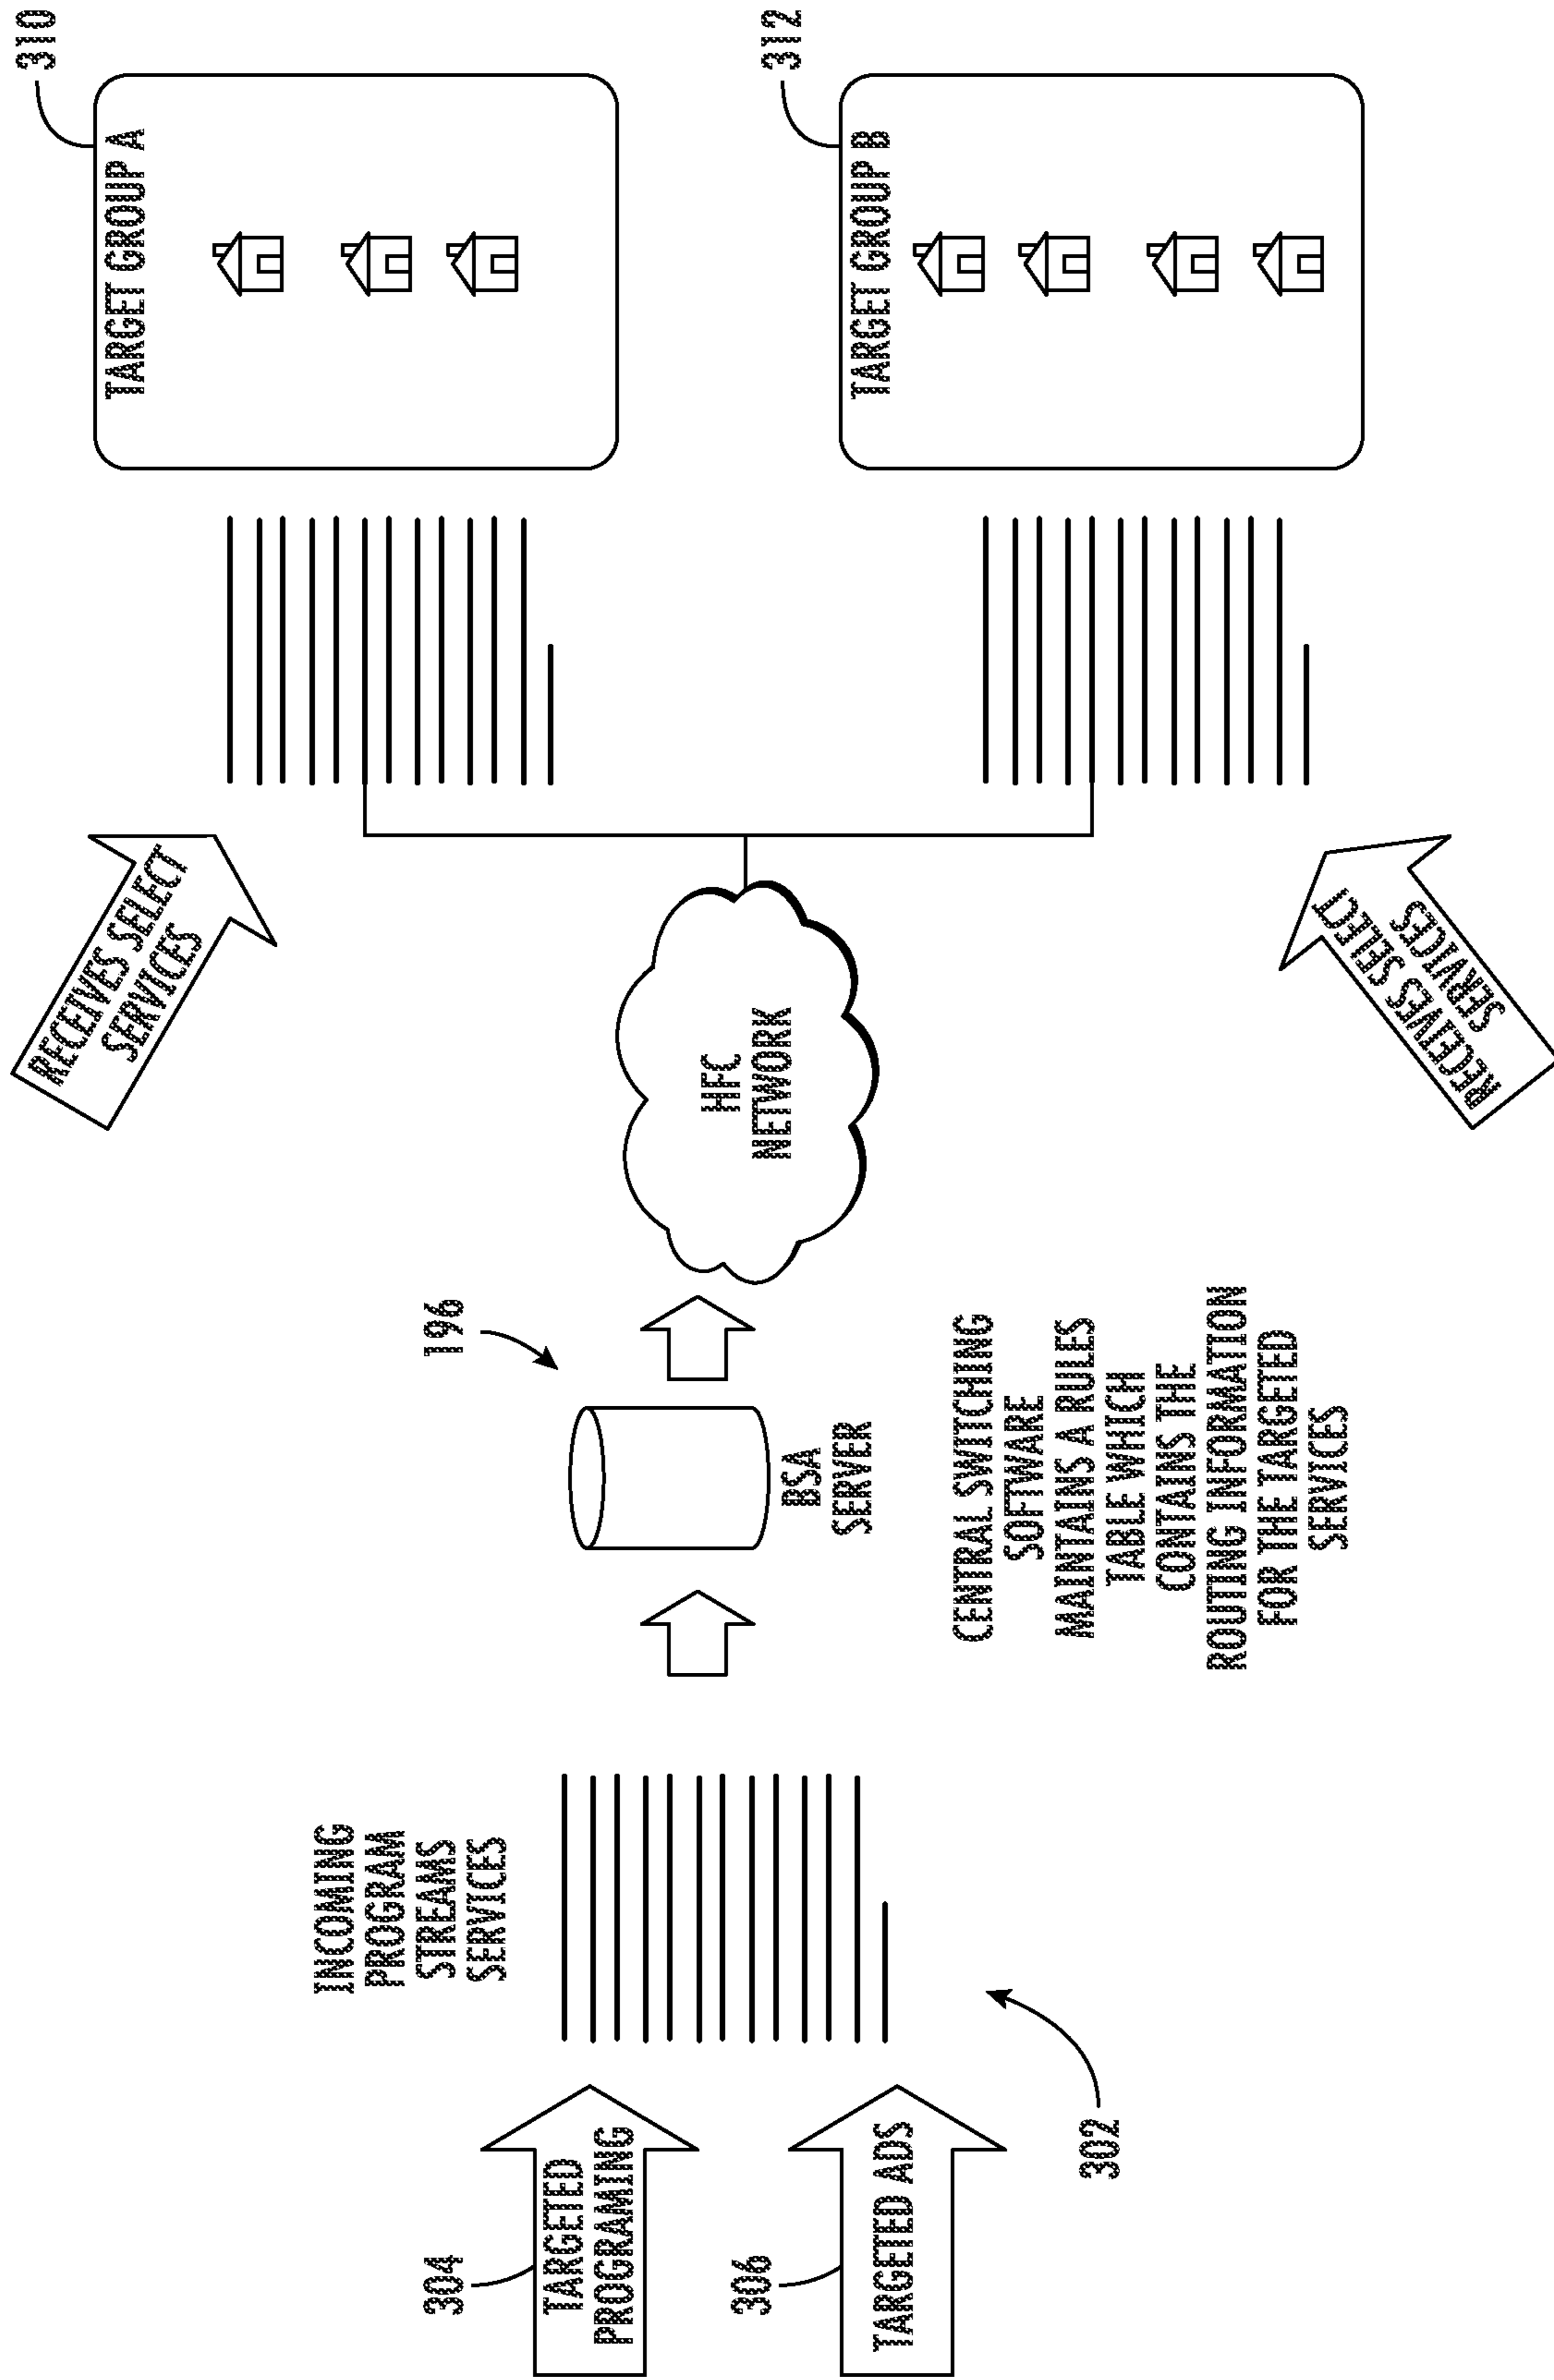 304
TARGETED
PROGRAMING
306
TARGETED ADS
302
INCOMING
PROGRAM
STREAMS
SERVICES
196
BSA
SERVER
CENTRAL SWITCHING
SOFTWARE
MAINTAINS A RULES
TABLE WHICH
CONTAINS THE
ROUTING INFORMATION
FOR THE TARGETED
SERVICES
HFC
NETWORK
RECEIVES SELECT
SERVICES
RECEIVES SELECT
SERVICES
310
TARGET GROUP A
312
TARGET GROUP B